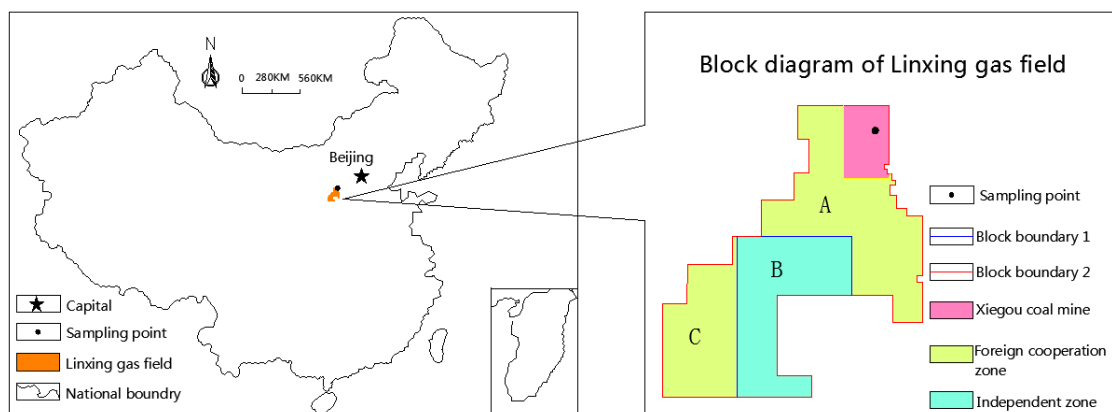 N
0 280KM 560KM
Beijing
Capital
Sampling point
Linxing gas field
National boundry
Block diagram of Linxing gas field
A
B
C
Sampling point
Block boundary 1
Block boundary 2
Xiegou coal mine
Foreign cooperation
zone
Independent zone